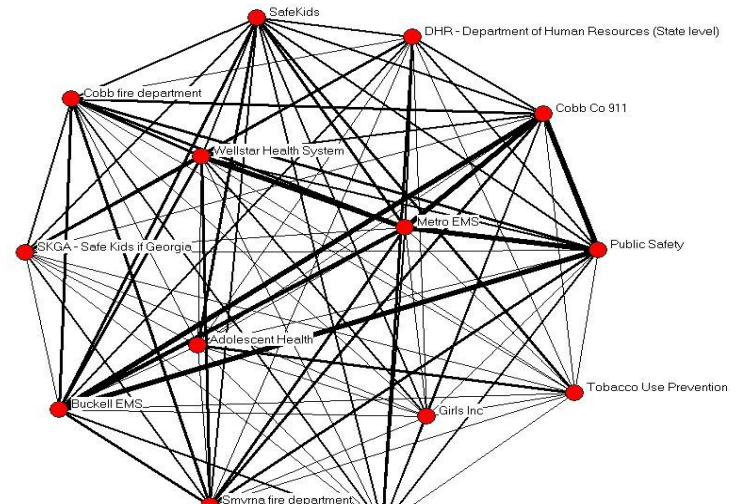 SafeKids
DHR - Department of Human Resources (State level)
Cobb fire department
Cobb Co 911
Wellstar Health System
Metro EMS
SKGA - Safe Kids if Georgia
Public Safety
Adolescent Health
Tobacco Use Prevention
Buckell EMS
Girls Inc
Smyrna fire department